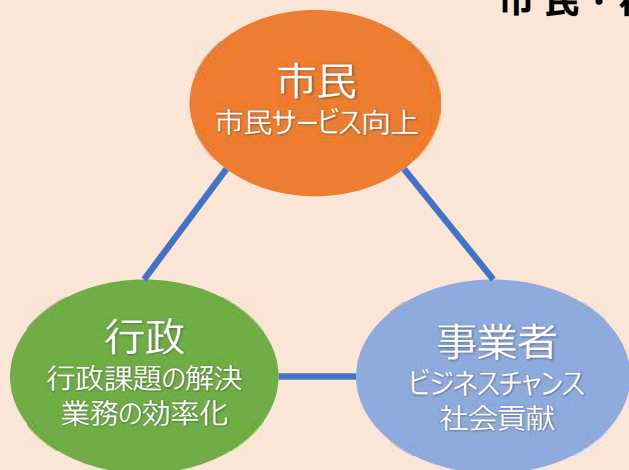 市民・
市民
市民サービス向上
行政
行政課題の解決
業務の効率化
事業者
ビジネスチャンス
社会貢献